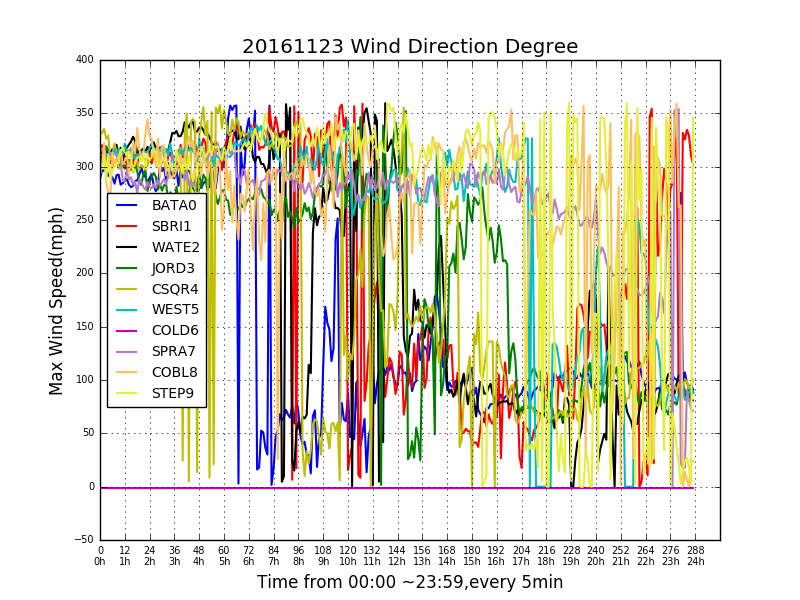 20161123 Wind Direction Degree
400
350
300
250
200
150
100
50
0
−50
Max Wind Speed(mph)
BATA0
SBRI1
WATE2
JORD3
CSQR4
WEST5
COLD6
SPRA7
COBL8
STEP9
0 12 24 36 48 60 72 84 96 108 120 132 144 156 168 180 192 204 216 228 240 252 264 276 288
0h 1h 2h 3h 4h 5h 6h 7h 8h 9h 10h 11h 12h 13h 14h 15h 16h 17h 18h 19h 20h 21h 22h 23h 24h
Time from 00:00 ~23:59,every 5min